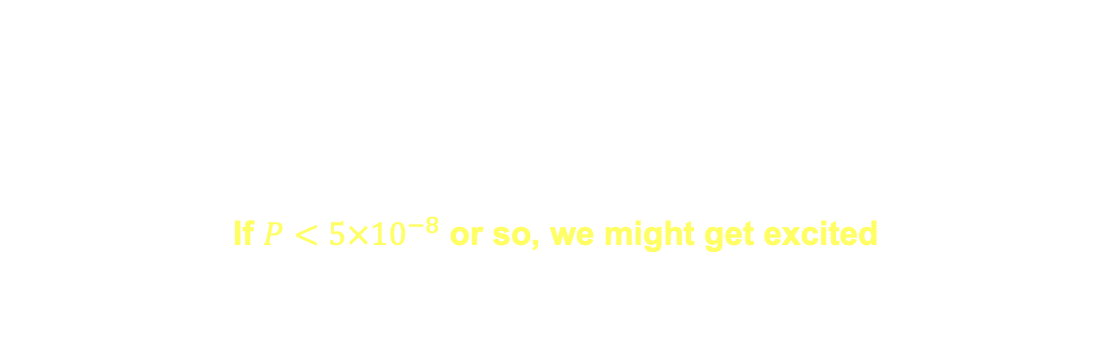 If P < 5×10⁻⁸ or so, we might get excited